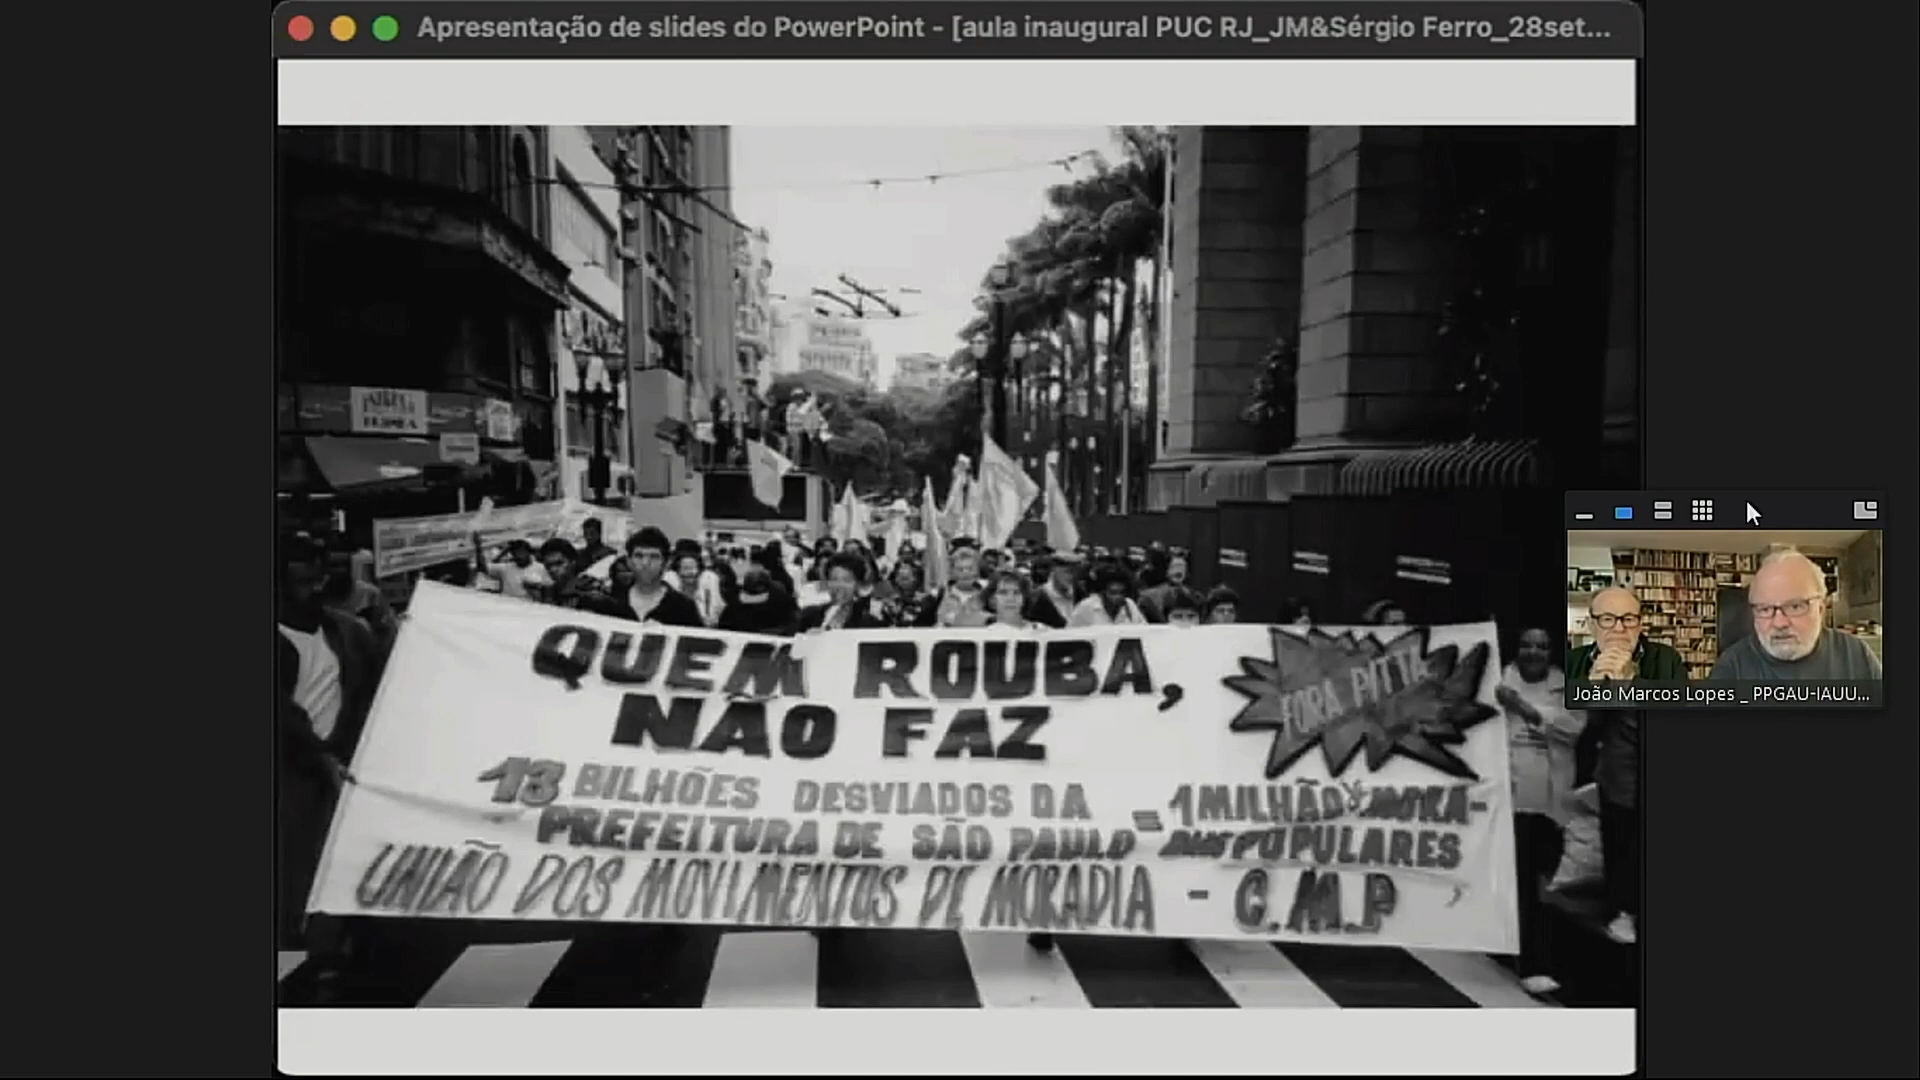 Apresentação de slides do PowerPoint - [aula inaugural PUC RJ_JM&Sérgio Ferro_28set...
QUEM ROUBA,
NÃO FAZ
FORA PITTA
13 BILHÕES DESVIADOS DA
PREFEITURA DE SÃO PAULO
= 1 MILHÃO MORA-
DIAS POPULARES
UNIÃO DOS MOVIMENTOS DE MORADIA - C.M.P
João Marcos Lopes _ PPGAU-IAUU...